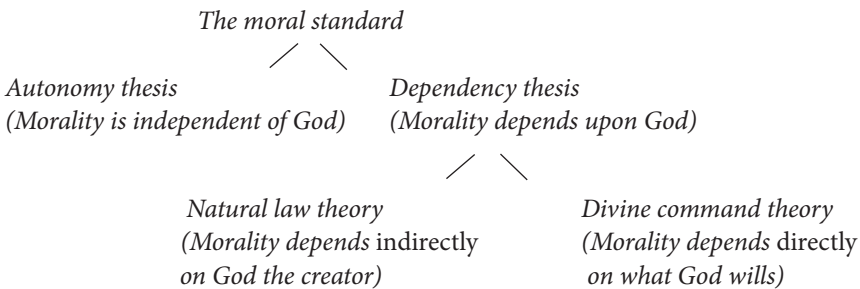 The moral standard
Autonomy thesis
(Morality is independent of God)
Dependency thesis
(Morality depends upon God)
Natural law theory
(Morality depends indirectly
on God the creator)
Divine command theory
(Morality depends directly
on what God wills)